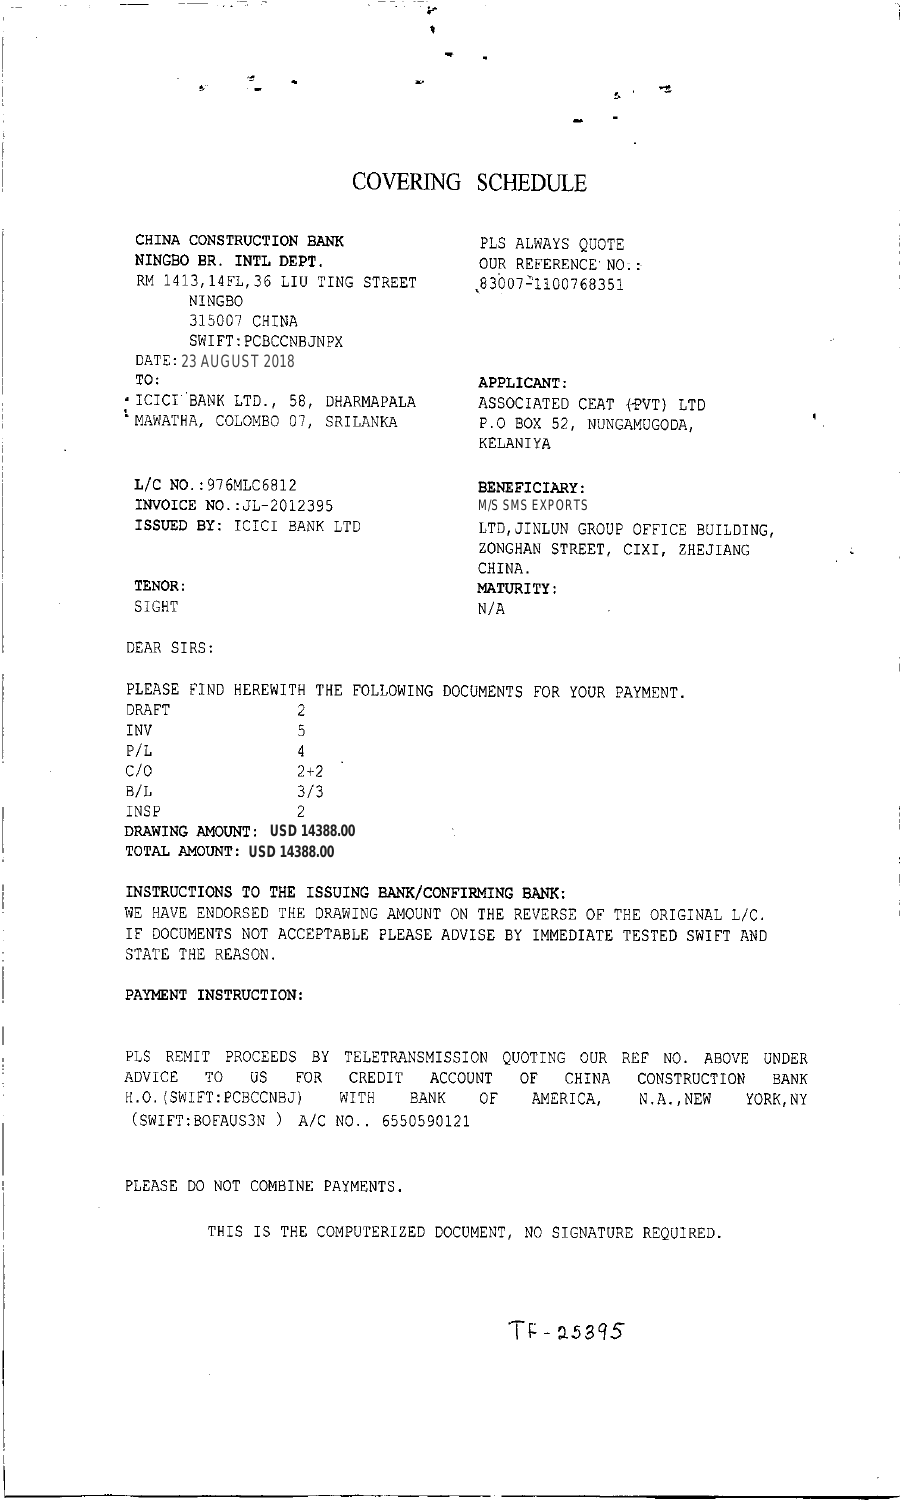 COVERING SCHEDULE
CHINA CONSTRUCTION BANK
NINGBO BR. INTL DEPT.
RM 1413,14FL,36 LIU TING STREET
NINGBO
315007 CHINA
SWIFT:PCBCCNBJNPX
DATE: 23 AUGUST 2018
PLS ALWAYS QUOTE
OUR REFERENCE NO.:
83007-1100768351
TO:
ICICI BANK LTD., 58, DHARMAPALA
MAWATHA, COLOMBO 07, SRILANKA
APPLICANT:
ASSOCIATED CEAT (PVT) LTD
P.O BOX 52, NUNGAMUGODA,
KELANIYA
L/C NO.:976MLC6812
INVOICE NO.:JL-2012395
ISSUED BY: ICICI BANK LTD
BENEFICIARY:
M/S SMS EXPORTS
LTD,JINLUN GROUP OFFICE BUILDING,
ZONGHAN STREET, CIXI, ZHEJIANG
CHINA.
TENOR:
SIGHT
MATURITY:
N/A
DEAR SIRS:
PLEASE FIND HEREWITH THE FOLLOWING DOCUMENTS FOR YOUR PAYMENT.
DRAFT 2
INV 5
P/L 4
C/O 2+2
B/L 3/3
INSP 2
DRAWING AMOUNT: USD 14388.00
TOTAL AMOUNT: USD 14388.00
INSTRUCTIONS TO THE ISSUING BANK/CONFIRMING BANK:
WE HAVE ENDORSED THE DRAWING AMOUNT ON THE REVERSE OF THE ORIGINAL L/C.
IF DOCUMENTS NOT ACCEPTABLE PLEASE ADVISE BY IMMEDIATE TESTED SWIFT AND
STATE THE REASON.
PAYMENT INSTRUCTION:
PLS REMIT PROCEEDS BY TELETRANSMISSION QUOTING OUR REF NO. ABOVE UNDER
ADVICE TO US FOR CREDIT ACCOUNT OF CHINA CONSTRUCTION BANK
H.O.(SWIFT:PCBCCNBJ) WITH BANK OF AMERICA, N.A.,NEW YORK,NY
(SWIFT:BOFAUS3N ) A/C NO.. 6550590121
PLEASE DO NOT COMBINE PAYMENTS.
THIS IS THE COMPUTERIZED DOCUMENT, NO SIGNATURE REQUIRED.
TF-25395